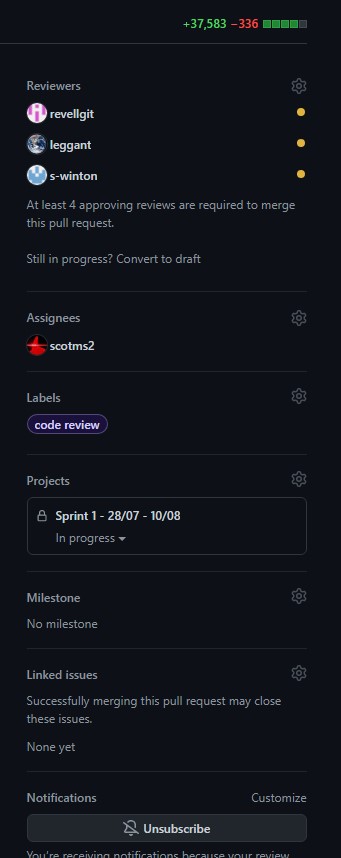 +37,583 −336
Reviewers
revellgit
leggant
s-winton
At least 4 approving reviews are required to merge
this pull request.
Still in progress? Convert to draft
Assignees
scotms2
Labels
code review
Projects
Sprint 1 - 28/07 - 10/08
In progress
Milestone
No milestone
Linked issues
Successfully merging this pull request may close
these issues.
None yet
Notifications Customize
Unsubscribe
You're receiving notifications because your review